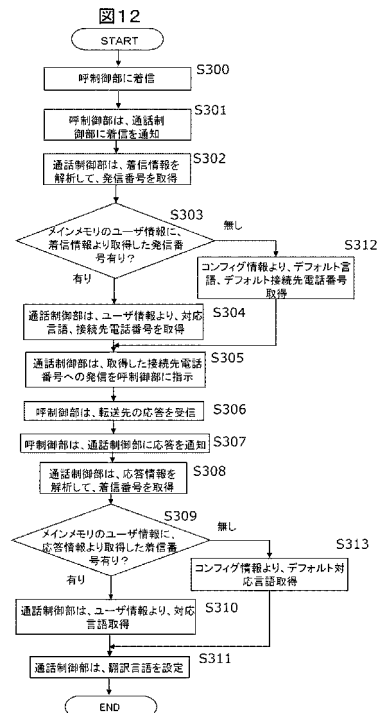 図12
START
S300
呼制御部に着信
S301
呼制御部は、通話制
御部に着信を通知
S302
通話制御部は、着信情報を
解析して、発信番号を取得
S303
メインメモリのユーザ情報に、
着信情報より取得した発信番
号有り?
無し
S312
コンフィグ情報より、デフォルト言
語、デフォルト接続先電話番号
取得
有り
S304
通話制御部は、ユーザ情報より、対応
言語、接続先電話番号を取得
S305
通話制御部は、取得した接続先電話
番号への発信を呼制御部に指示
S306
呼制御部は、転送先の応答を受信
S307
呼制御部は、通話制御部に応答を通知
S308
通話制御部は、応答情報を
解析して、着信番号を取得
S309
メインメモリのユーザ情報に、
応答情報より取得した着信番
号有り?
無し
S313
コンフィグ情報より、デフォルト対
応言語取得
有り
S310
通話制御部は、ユーザ情報より、対応
言語取得
S311
通話制御部は、翻訳言語を設定
END